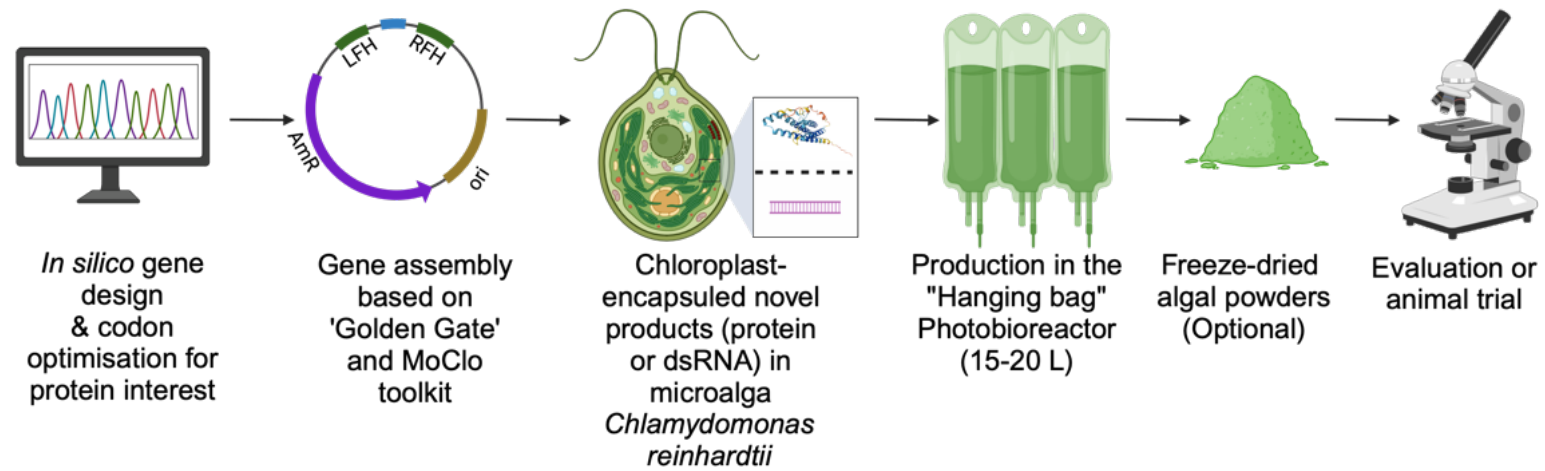 LFH
RFH
AmR
ori
In silico gene
design
& codon
optimisation for
protein interest
Gene assembly
based on
'Golden Gate'
and MoClo
toolkit
Chloroplast-
encapsuled novel
products (protein
or dsRNA) in
microalga
Chlamydomonas
reinhardtii
Production in the
"Hanging bag"
Photobioreactor
(15-20 L)
Freeze-dried
algal powders
(Optional)
Evaluation or
animal trial